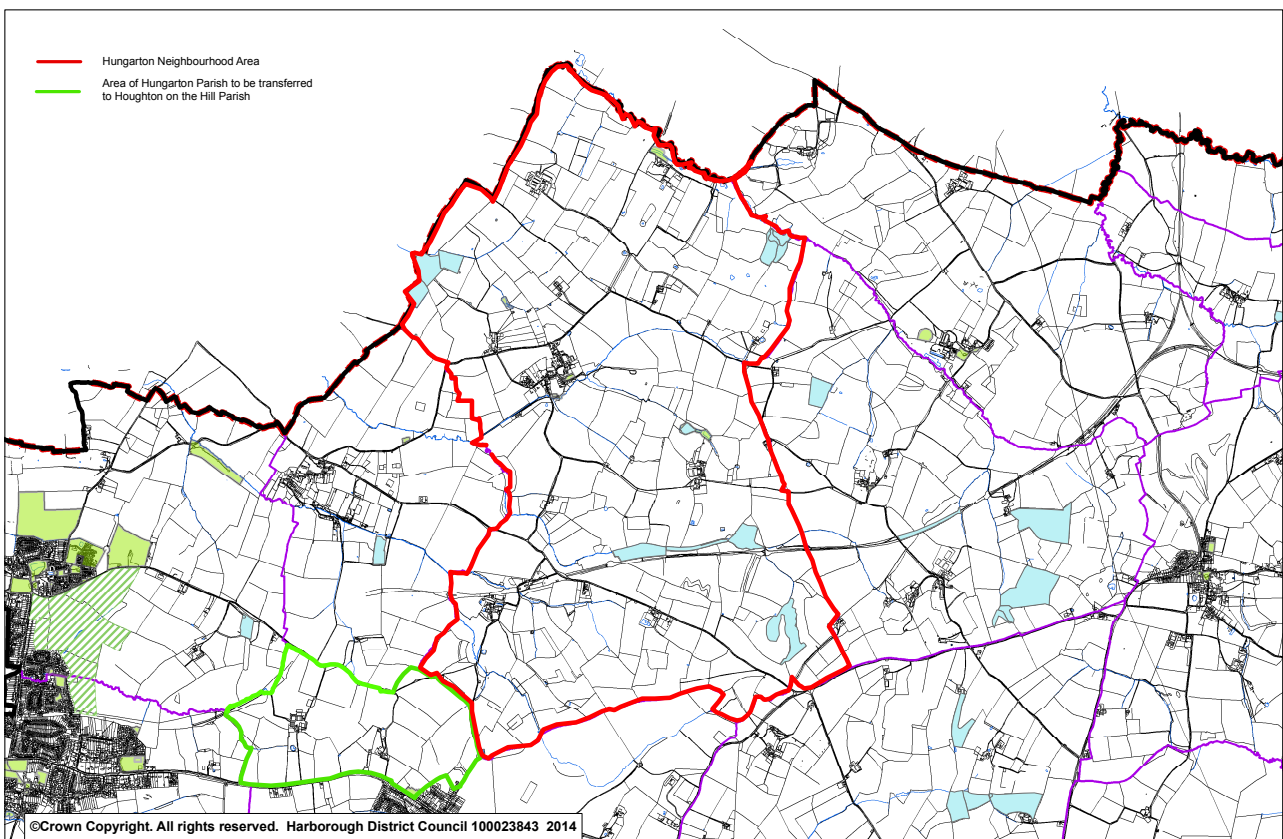 Hungarton Neighbourhood Area
Area of Hungarton Parish to be transferred
to Houghton on the Hill Parish
©Crown Copyright. All rights reserved. Harborough District Council 100023843 2014